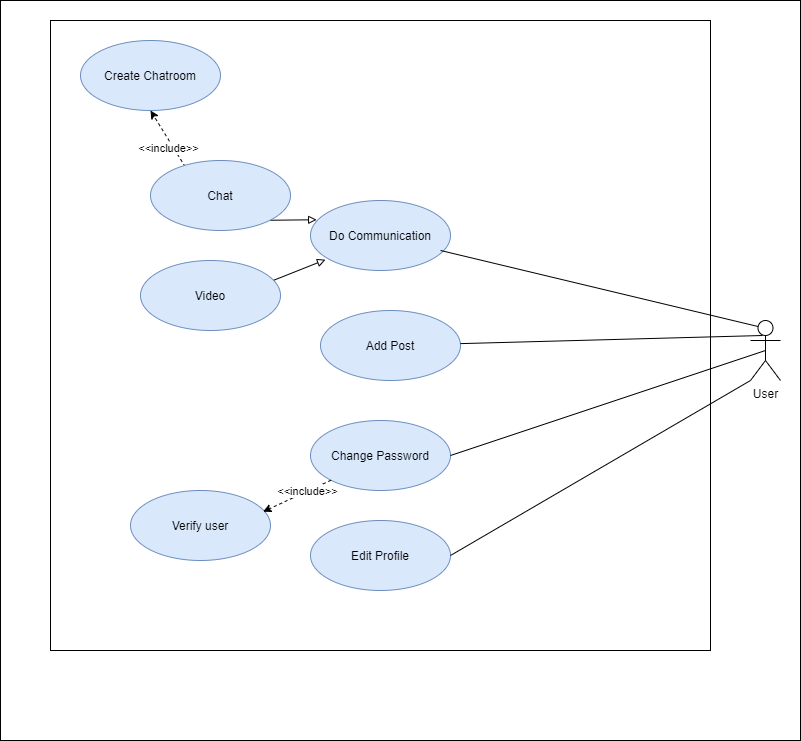 Create Chatroom
<<include>>
Chat
Do Communication
Video
Add Post
User
Change Password
<<include>>
Verify user
Edit Profile